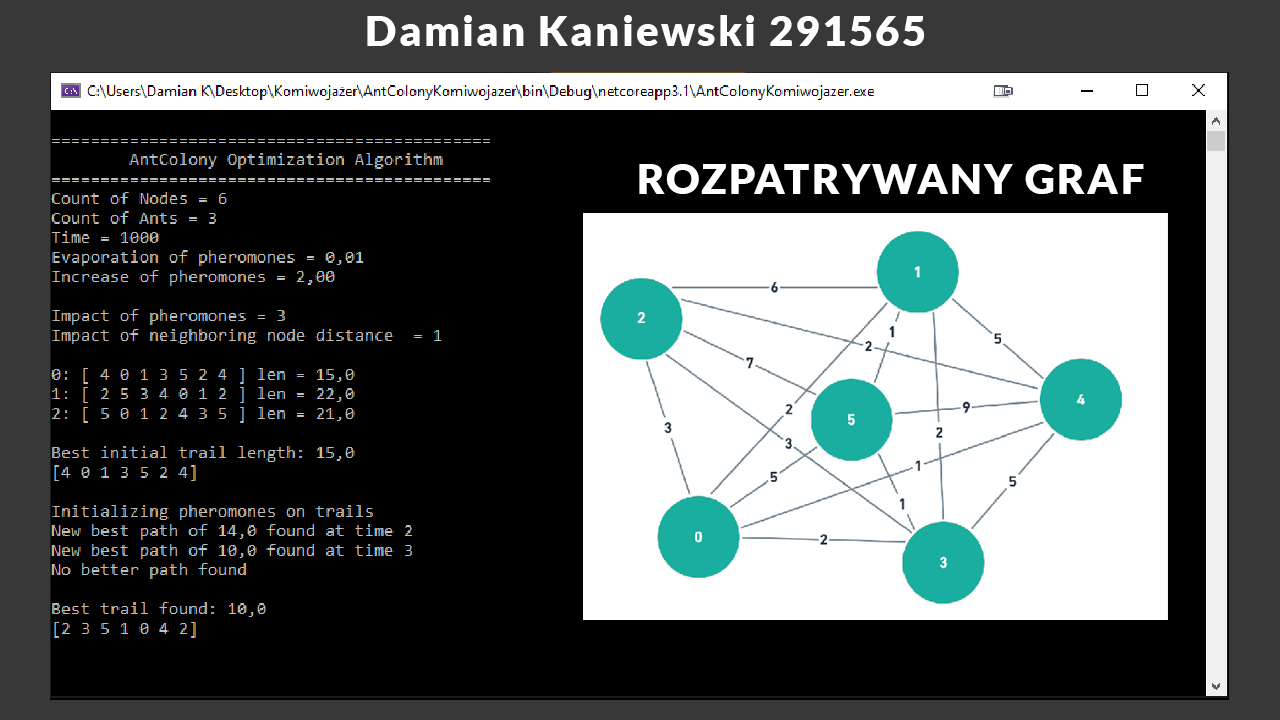 Damian Kaniewski 291565
C:\Users\Damian K\Desktop\Komiwojażer\AntColonyKomiwojazer\bin\Debug\netcoreapp3.1\AntColonyKomiwojazer.exe
=============================================
AntColony Optimization Algorithm
=============================================
Count of Nodes = 6
Count of Ants = 3
Time = 1000
Evaporation of pheromones = 0,01
Increase of pheromones = 2,00
Impact of pheromones = 3
Impact of neighboring node distance  = 1
0: [ 4 0 1 3 5 2 4 ] len = 15,0
1: [ 2 5 3 4 0 1 2 ] len = 22,0
2: [ 5 0 1 2 4 3 5 ] len = 21,0
Best initial trail length: 15,0
[4 0 1 3 5 2 4]
Initializing pheromones on trails
New best path of 14,0 found at time 2
New best path of 10,0 found at time 3
No better path found
Best trail found: 10,0
[2 3 5 1 0 4 2]
ROZPATRYWANY GRAF
1
6
2
1
5
2
7
4
2
9
5
3
2
3
1
5
5
1
0
2
3